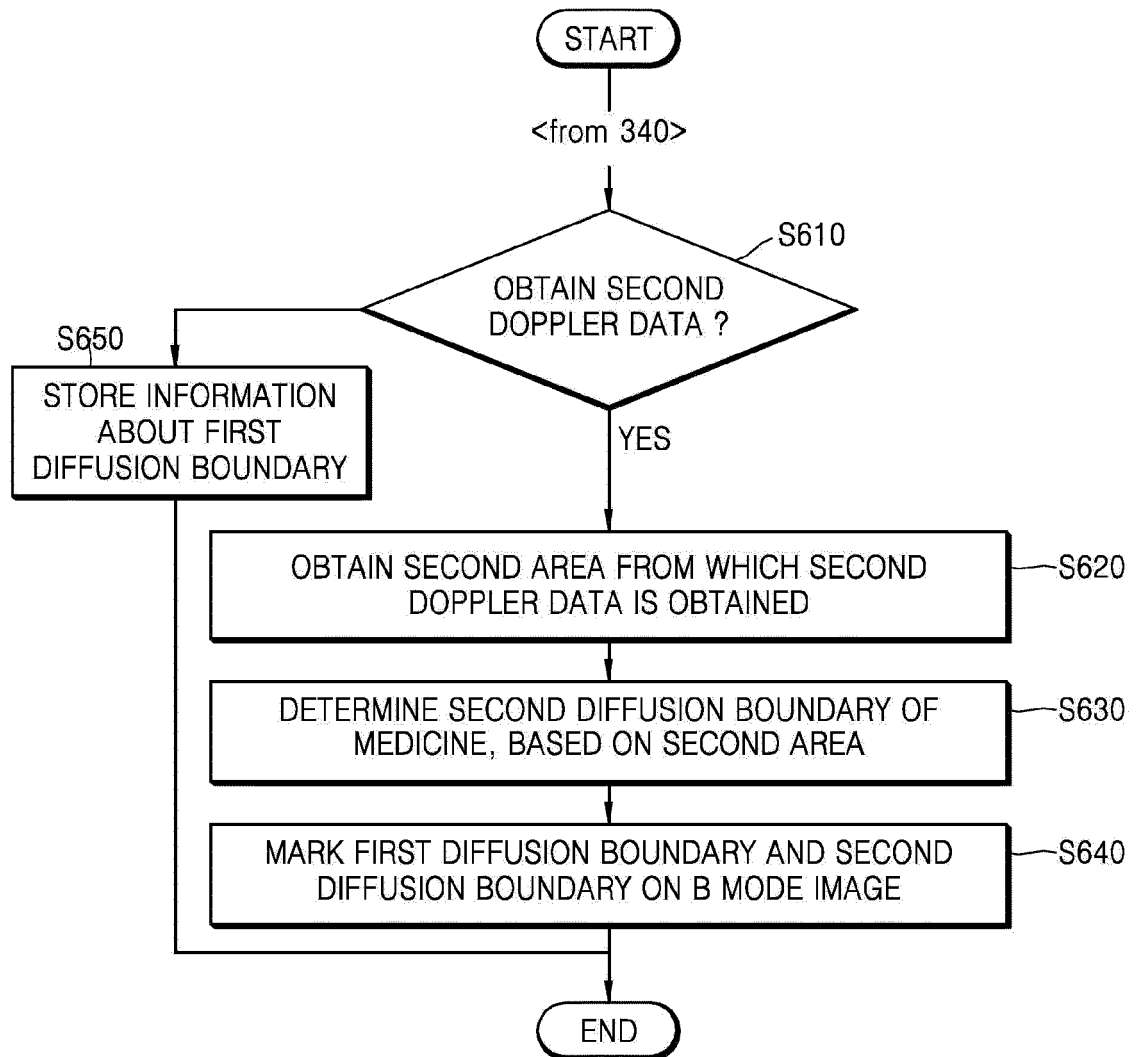 START
<from 340>
S610
OBTAIN SECOND
DOPPLER DATA ?
S650
STORE INFORMATION
ABOUT FIRST
DIFFUSION BOUNDARY
YES
OBTAIN SECOND AREA FROM WHICH SECOND
DOPPLER DATA IS OBTAINED
S620
DETERMINE SECOND DIFFUSION BOUNDARY OF
MEDICINE, BASED ON SECOND AREA
S630
MARK FIRST DIFFUSION BOUNDARY AND SECOND
DIFFUSION BOUNDARY ON B MODE IMAGE
S640
END